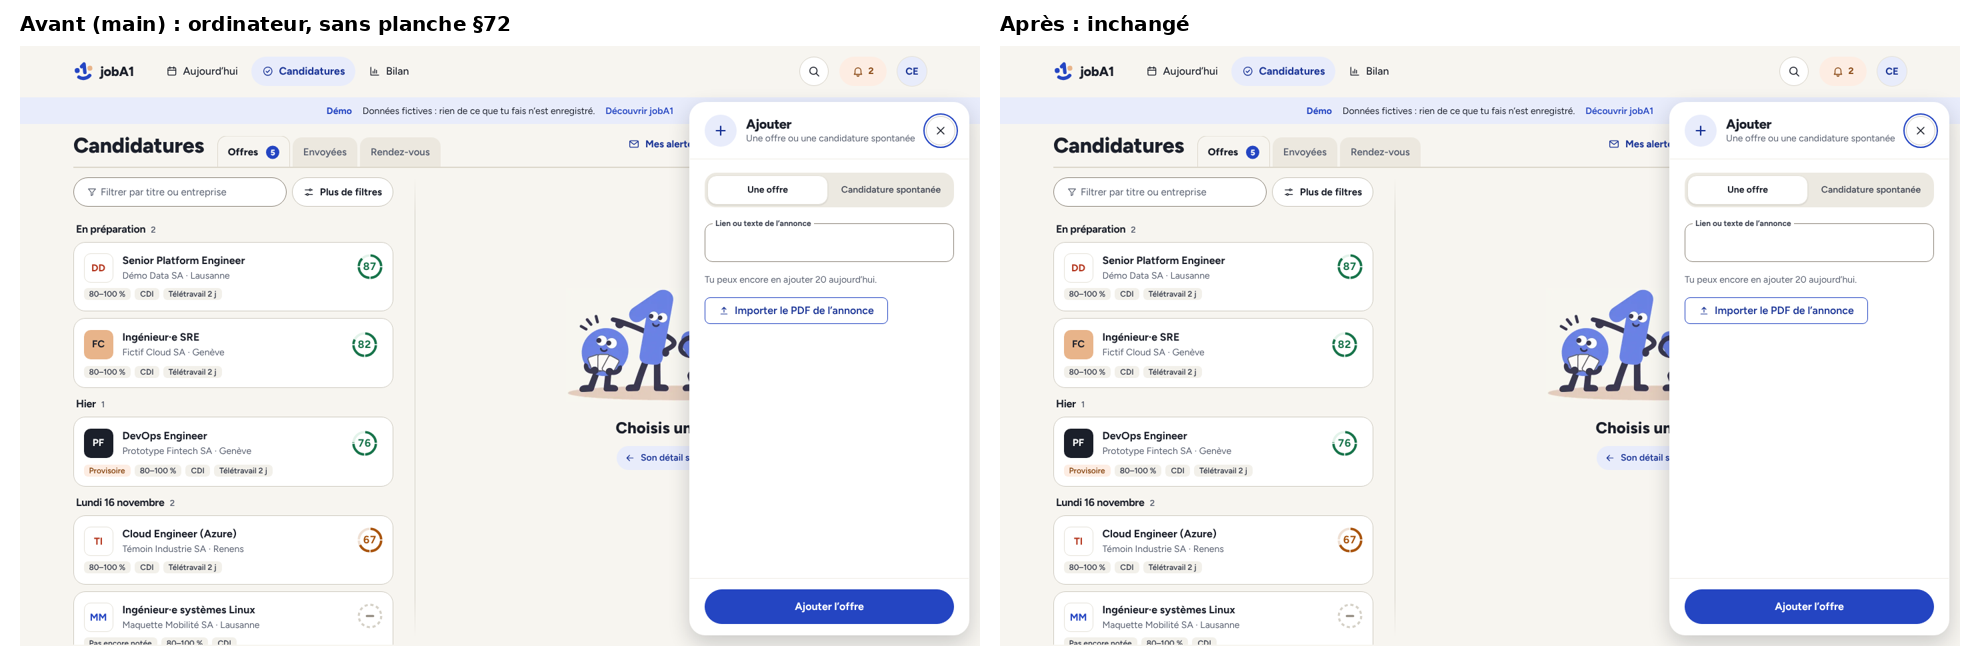 Avant (main) : ordinateur, sans planche §72
jobA1
Aujourd'hui
Candidatures
Bilan
2
CE
Démo Données fictives : rien de ce que tu fais n'est enregistré. Découvrir jobA1
Candidatures
Offres 5
Envoyées
Rendez-vous
Mes alerte
Filtrer par titre ou entreprise
Plus de filtres
En préparation 2
DD
Senior Platform Engineer
Démo Data SA · Lausanne
80–100 % CDI Télétravail 2 j
87
FC
Ingénieur·e SRE
Fictif Cloud SA · Genève
80–100 % CDI Télétravail 2 j
82
Hier 1
PF
DevOps Engineer
Prototype Fintech SA · Genève
Provisoire 80–100 % CDI Télétravail 2 j
76
Lundi 16 novembre 2
TI
Cloud Engineer (Azure)
Témoin Industrie SA · Renens
80–100 % CDI Télétravail 2 j
67
MM
Ingénieur·e systèmes Linux
Maquette Mobilité SA · Lausanne
Pas encore notée 80–100 % CDI
Choisis un
Son détail s
Ajouter
Une offre ou une candidature spontanée
Une offre
Candidature spontanée
Lien ou texte de l'annonce
Tu peux encore en ajouter 20 aujourd'hui.
Importer le PDF de l'annonce
Ajouter l'offre
Après : inchangé
jobA1
Aujourd'hui
Candidatures
Bilan
2
CE
Démo Données fictives : rien de ce que tu fais n'est enregistré. Découvrir jobA1
Candidatures
Offres 5
Envoyées
Rendez-vous
Mes alerte
Filtrer par titre ou entreprise
Plus de filtres
En préparation 2
DD
Senior Platform Engineer
Démo Data SA · Lausanne
80–100 % CDI Télétravail 2 j
87
FC
Ingénieur·e SRE
Fictif Cloud SA · Genève
80–100 % CDI Télétravail 2 j
82
Hier 1
PF
DevOps Engineer
Prototype Fintech SA · Genève
Provisoire 80–100 % CDI Télétravail 2 j
76
Lundi 16 novembre 2
TI
Cloud Engineer (Azure)
Témoin Industrie SA · Renens
80–100 % CDI Télétravail 2 j
67
MM
Ingénieur·e systèmes Linux
Maquette Mobilité SA · Lausanne
Pas encore notée 80–100 % CDI
Choisis un
Son détail s
Ajouter
Une offre ou une candidature spontanée
Une offre
Candidature spontanée
Lien ou texte de l'annonce
Tu peux encore en ajouter 20 aujourd'hui.
Importer le PDF de l'annonce
Ajouter l'offre